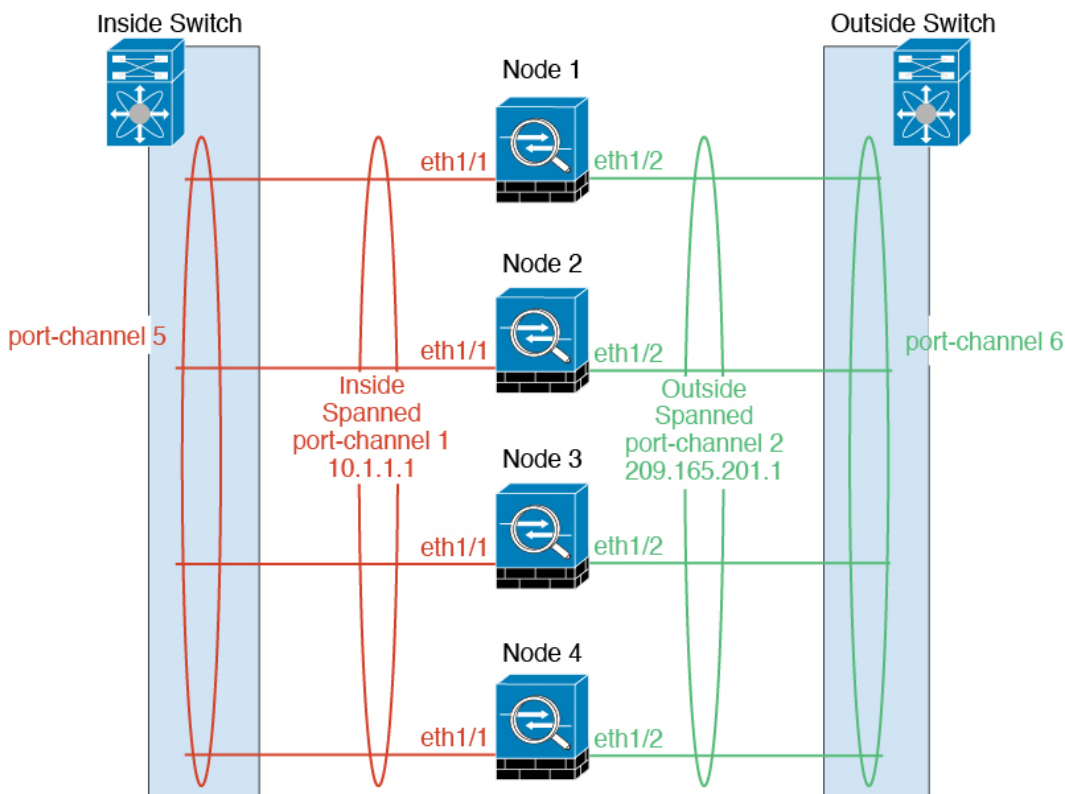 Inside Switch
Outside Switch
Node 1
eth1/1
eth1/2
Node 2
port-channel 5
eth1/1
eth1/2
port-channel 6
Inside
Spanned
port-channel 1
10.1.1.1
Outside
Spanned
port-channel 2
209.165.201.1
Node 3
eth1/1
eth1/2
Node 4
eth1/1
eth1/2